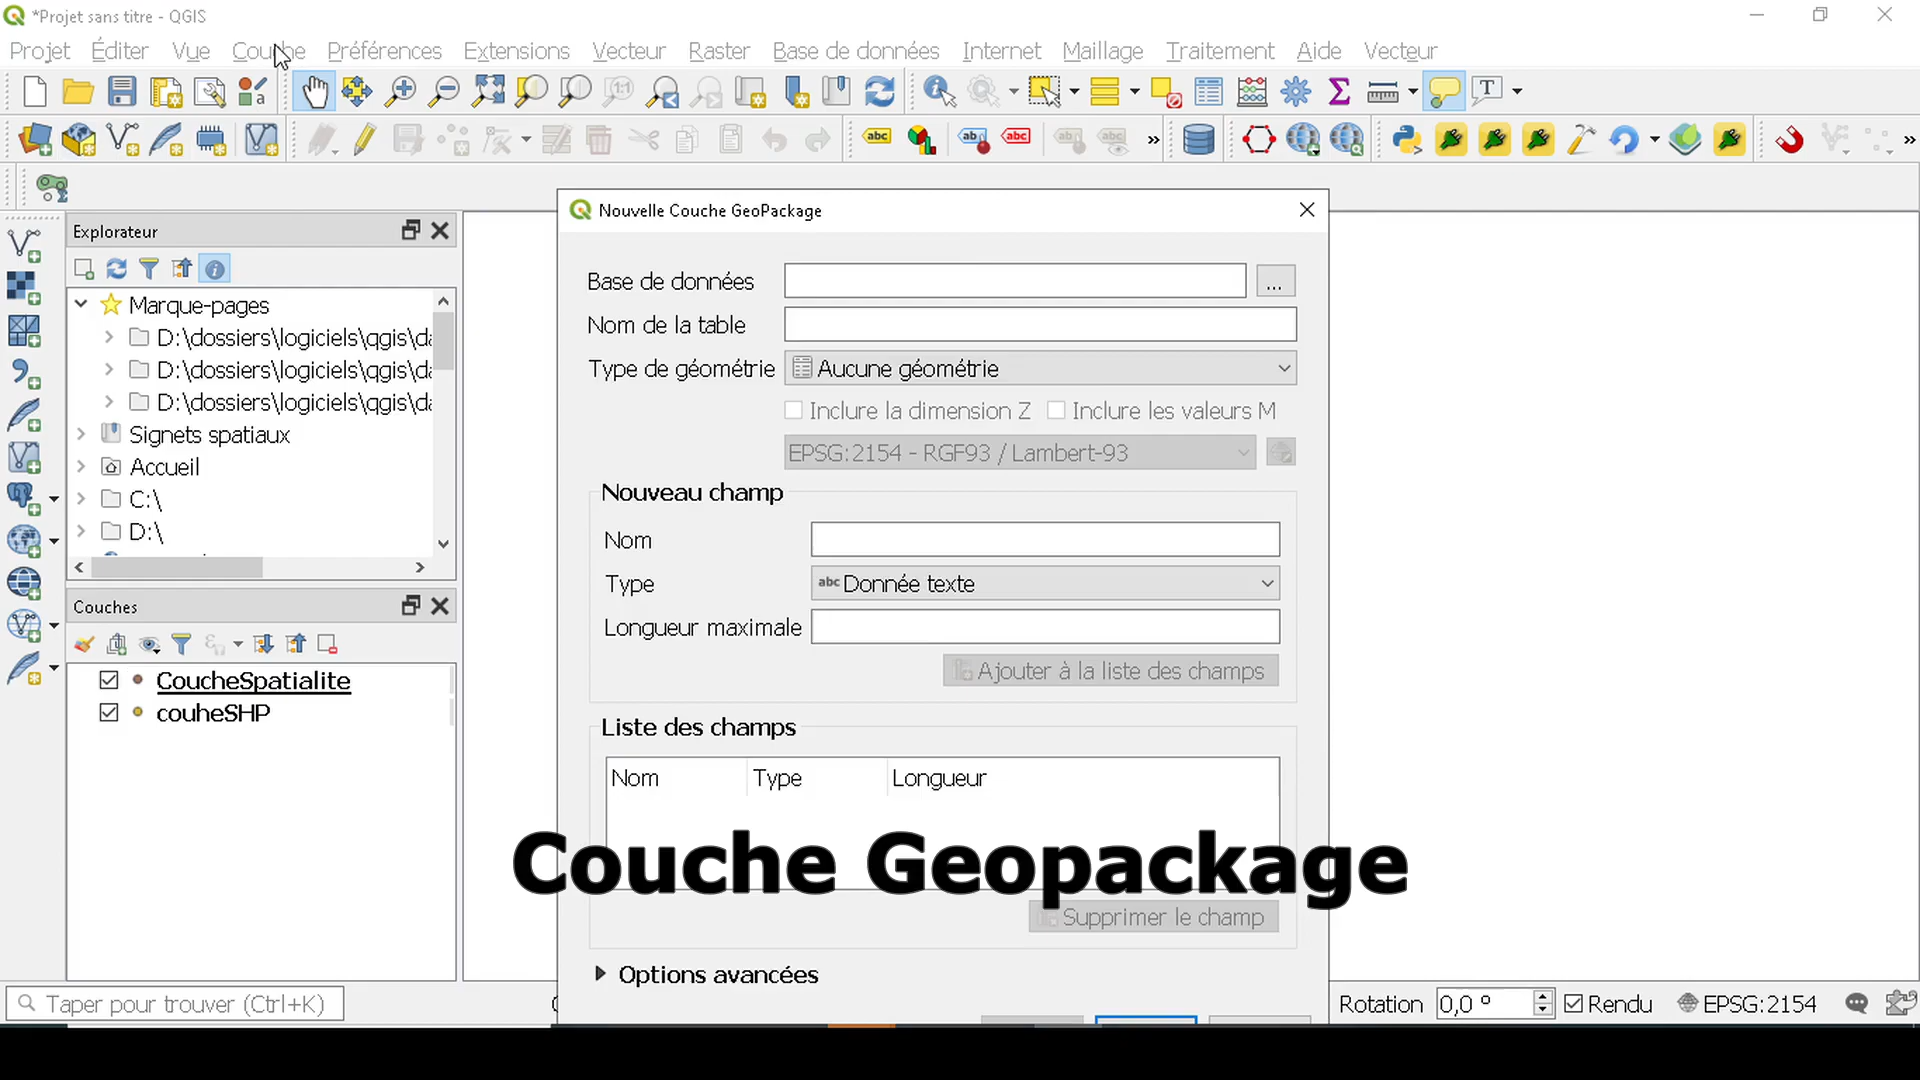 *Projet sans titre - QGIS
Projet Éditer Vue Couche Préférences Extensions Vecteur Raster Base de données Internet Maillage Traitement Aide Vecteur
Explorateur
Marque-pages
D:\dossiers\logiciels\qgis\d
D:\dossiers\logiciels\qgis\d
D:\dossiers\logiciels\qgis\d
Signets spatiaux
Accueil
C:\
D:\
Couches
CoucheSpatialite
couheSHP
Taper pour trouver (Ctrl+K)
Nouvelle Couche GeoPackage
Base de données
...
Nom de la table
Type de géométrie Aucune géométrie
Inclure la dimension Z Inclure les valeurs M
EPSG:2154 - RGF93 / Lambert-93
Nouveau champ
Nom
Type abc Donnée texte
Longueur maximale
Ajouter à la liste des champs
Liste des champs
Nom Type Longueur
Couche Geopackage
Supprimer le champ
Options avancées
Rotation 0,0 ° Rendu EPSG:2154